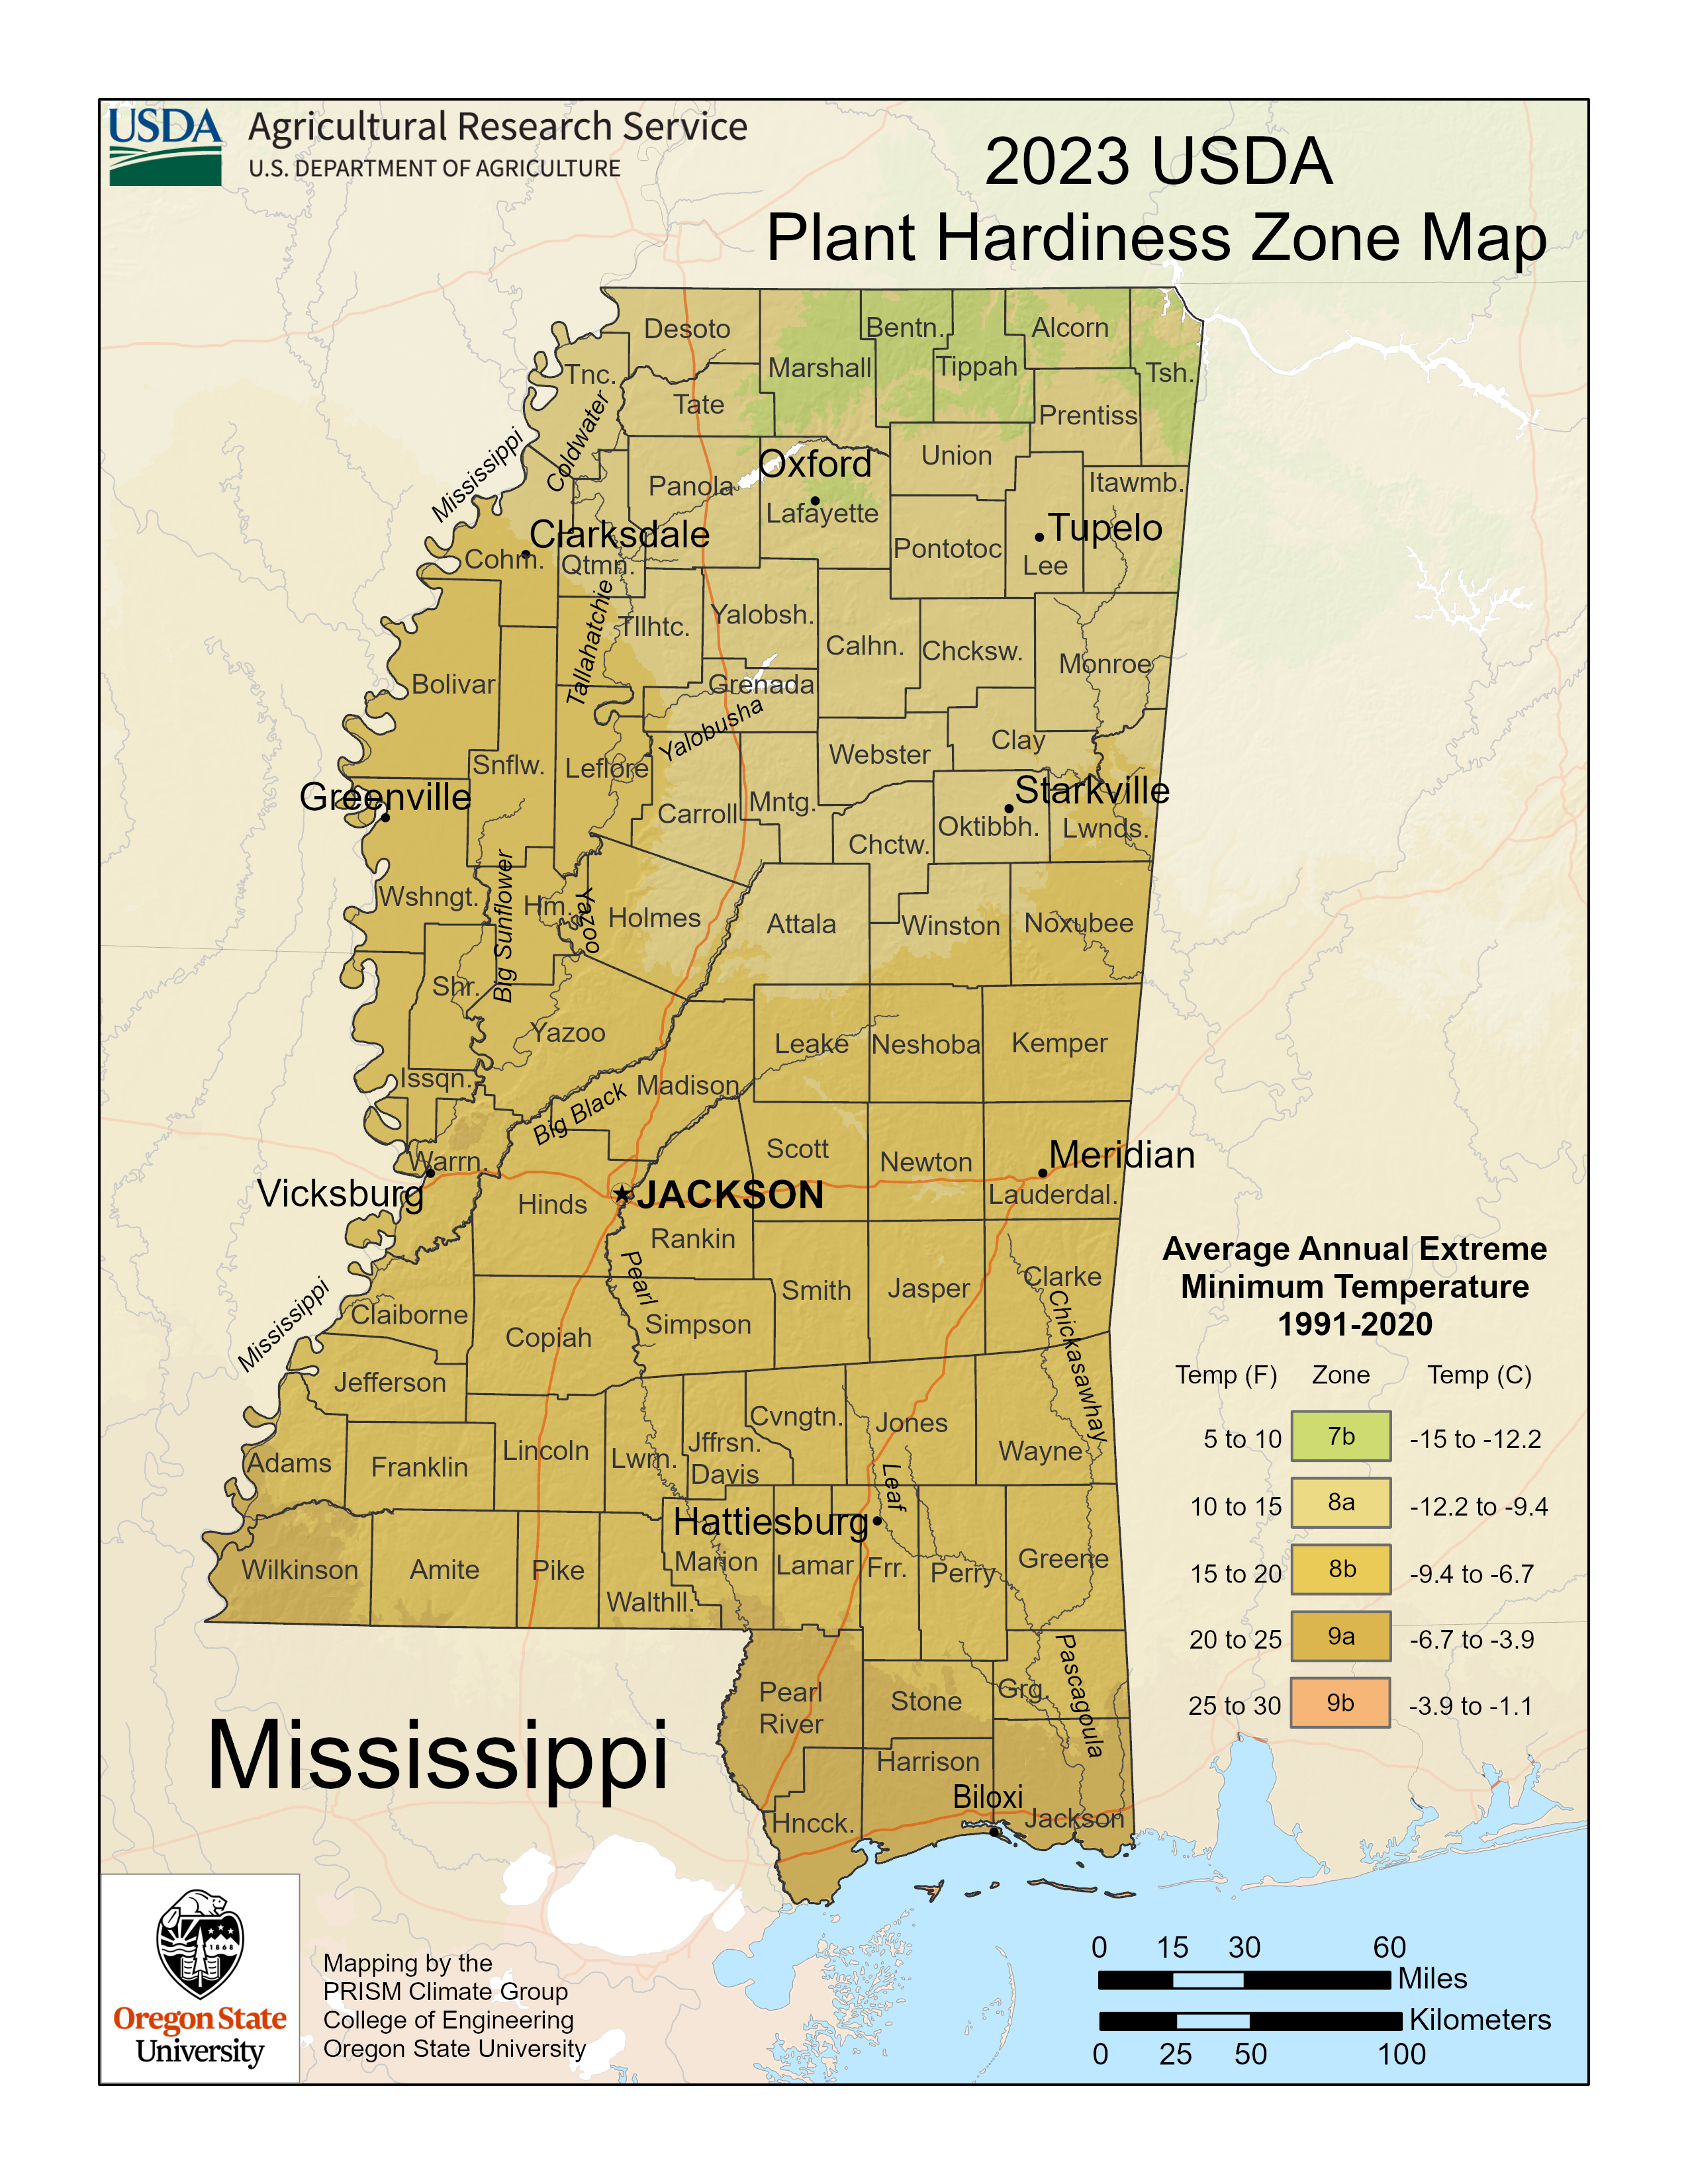 USDA
Agricultural Research Service
U.S. DEPARTMENT OF AGRICULTURE
2023 USDA
Plant Hardiness Zone Map
Desoto
Bentn.
Alcorn
Marshall
Tippah
Tsh.
Tnc.
Tate
Prentiss
Coldwater
Mississippi
Oxford
Union
Panola
Itawmb.
Lafayette
Clarksdale
Tupelo
Cohm.
Qtmn.
Pontotoc
Lee
Tallahatchie
Tllhtc.
Yalobsh.
Calhn.
Chcksw.
Monroe
Bolivar
Grenada
Yalobusha
Webster
Clay
Snflw.
Leflore
Greenville
Starkville
Carroll
Mntg.
Oktibbh.
Lwnds.
Chctw.
Wshngt.
Big Sunflower
Hm.
Yazoo
Holmes
Attala
Winston
Noxubee
Shr.
Yazoo
Leake
Neshoba
Kemper
Issqn.
Madison
Big Black
Scott
Newton
Meridian
Warrn.
Vicksburg
Hinds
JACKSON
Lauderdal.
Rankin
Pearl
Smith
Jasper
Clarke
Chickasawhay
Mississippi
Claiborne
Copiah
Simpson
Jefferson
Cvngtn.
Jones
Lincoln
Lwrn.
Jffrsn.
Davis
Wayne
Adams
Franklin
Leaf
Hattiesburg
Wilkinson
Amite
Pike
Marion
Lamar
Frr.
Perry
Greene
Walthll.
Pearl
River
Stone
Grg.
Pascagoula
Harrison
Biloxi
Hncck.
Jackson
Average Annual Extreme
Minimum Temperature
1991-2020
Temp (F) Zone Temp (C)
5 to 10 7b -15 to -12.2
10 to 15 8a -12.2 to -9.4
15 to 20 8b -9.4 to -6.7
20 to 25 9a -6.7 to -3.9
25 to 30 9b -3.9 to -1.1
Mississippi
1868
Oregon State
University
Mapping by the
PRISM Climate Group
College of Engineering
Oregon State University
0 15 30 60
Miles
Kilometers
0 25 50 100